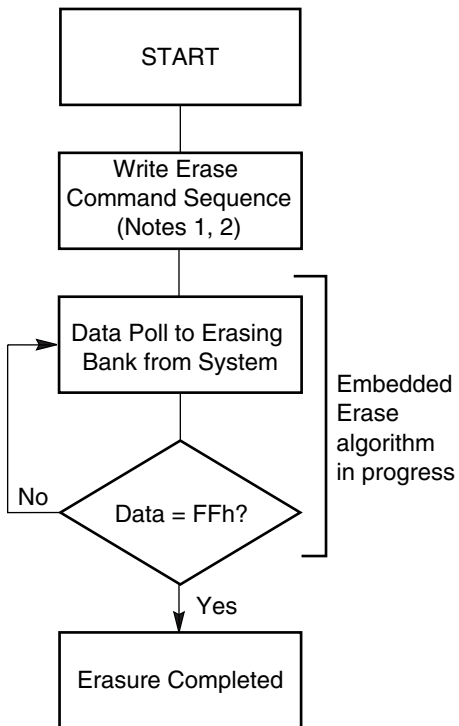 START
Write Erase
Command Sequence
(Notes 1, 2)
Data Poll to Erasing
Bank from System
Embedded
Erase
algorithm
in progress
No
Data = FFh?
Yes
Erasure Completed